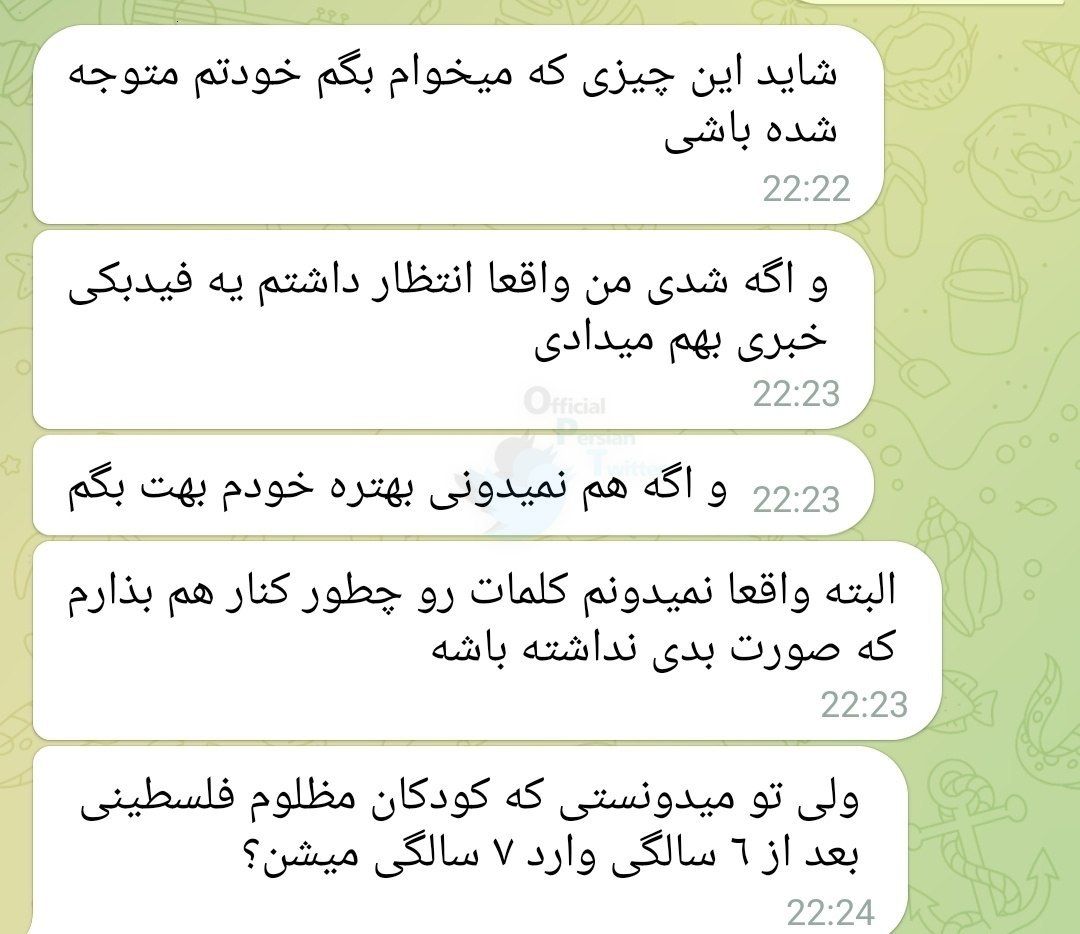 شاید این چیزی که میخوام بگم خودتم متوجه
شده باشی
22:22
و اگه شدی من واقعا انتظار داشتم یه فیدبکی
خبری بهم میدادی
22:23
Official
Persian
Twitter
و اگه هم نمیدونی بهتره خودم بهت بگم 22:23
البته واقعا نمیدونم کلمات رو چطور کنار هم بذارم
که صورت بدی نداشته باشه
22:23
ولی تو میدونستی که کودکان مظلوم فلسطینی
بعد از ٦ سالگی وارد ٧ سالگی میشن؟
22:24